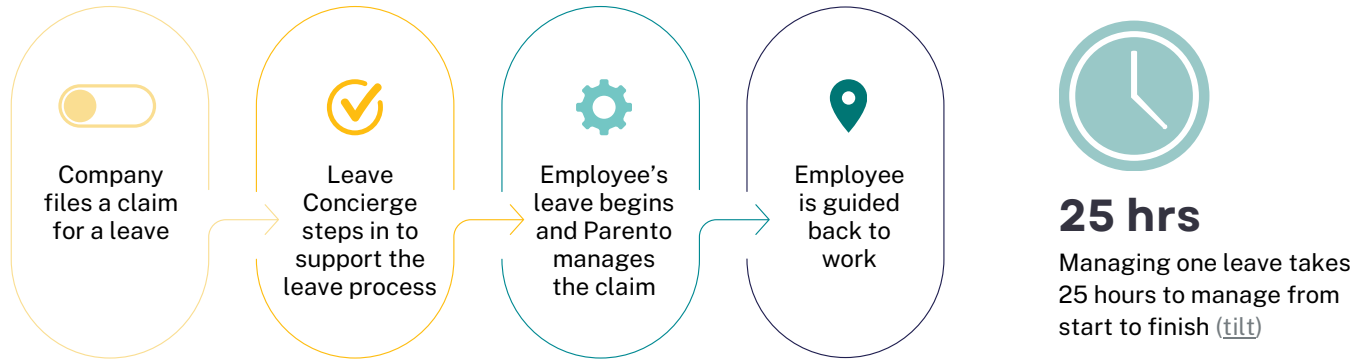 Company
files a claim
for a leave
Leave
Concierge
steps in to
support the
leave process
Employee’s
leave begins
and Parento
manages
the claim
Employee
is guided
back to
work
25 hrs
Managing one leave takes
25 hours to manage from
start to finish (tilt)